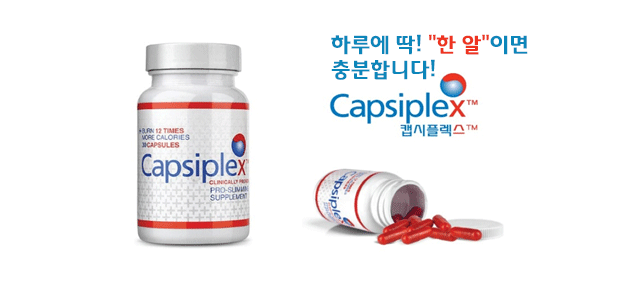 하루에 딱! "한 알"이면
충분합니다!
Capsiplex™
캡시플렉스™
BURN 12 TIMES
MORE CALORIES
30 CAPSULES
Capsiplex™
CLINICALLY
PRO-SLIMMING
SUPPLEMENT
Capsiplex